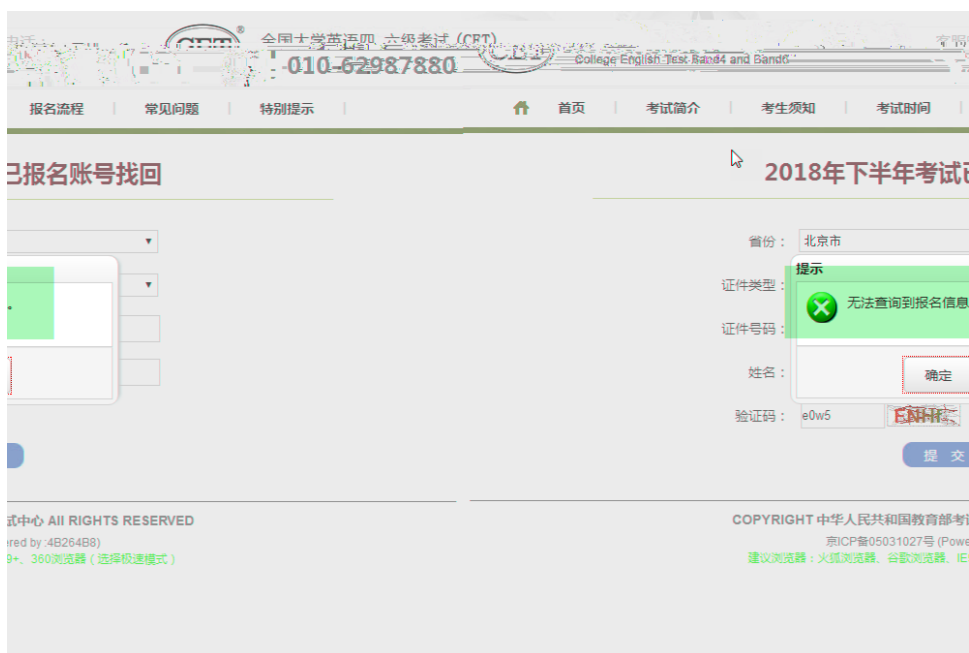 CET
®
全国大学英语四、六级考试 (CET)
-010-62987880
College English Test Band4 and Band6
报名流程 常见问题 特别提示 首页 考试简介 考生须知 考试时间
已报名账号找回
2018年下半年考试已
省份： 北京市
提示
证件类型：
无法查询到报名信息
证件号码：
姓名：
确定
验证码： e0w5
提 交
试中心 All RIGHTS RESERVED
COPYRIGHT 中华人民共和国教育部考试
ered by :4B264B8)
京ICP备05031027号 (Powe
9+、360浏览器 ( 选择极速模式 )
建议浏览器：火狐浏览器、谷歌浏览器、IE